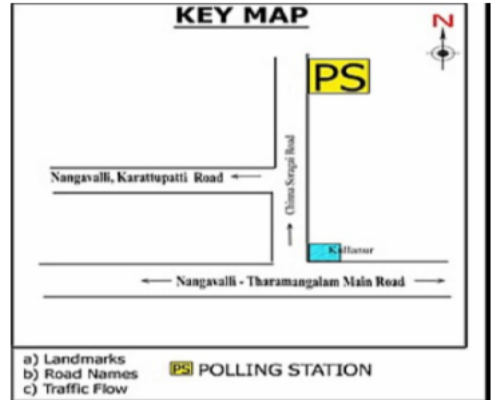 KEY MAP
N
PS
Nangavalli, Karattupatti Road
Chinna Soragai Road
Kallanur
Nangavalli - Tharamangalam Main Road
a) Landmarks
b) Road Names
c) Traffic Flow
PS POLLING STATION